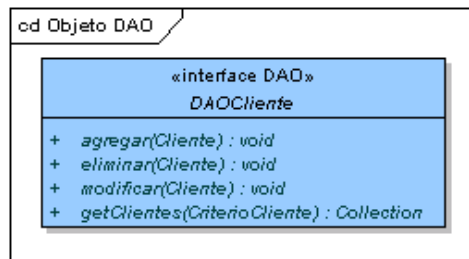 cd Objeto DAO
«interface DAO»
DAOCliente
+ agregar(Cliente) : void
+ eliminar(Cliente) : void
+ modificar(Cliente) : void
+ getClientes(CriterioCliente) : Collection